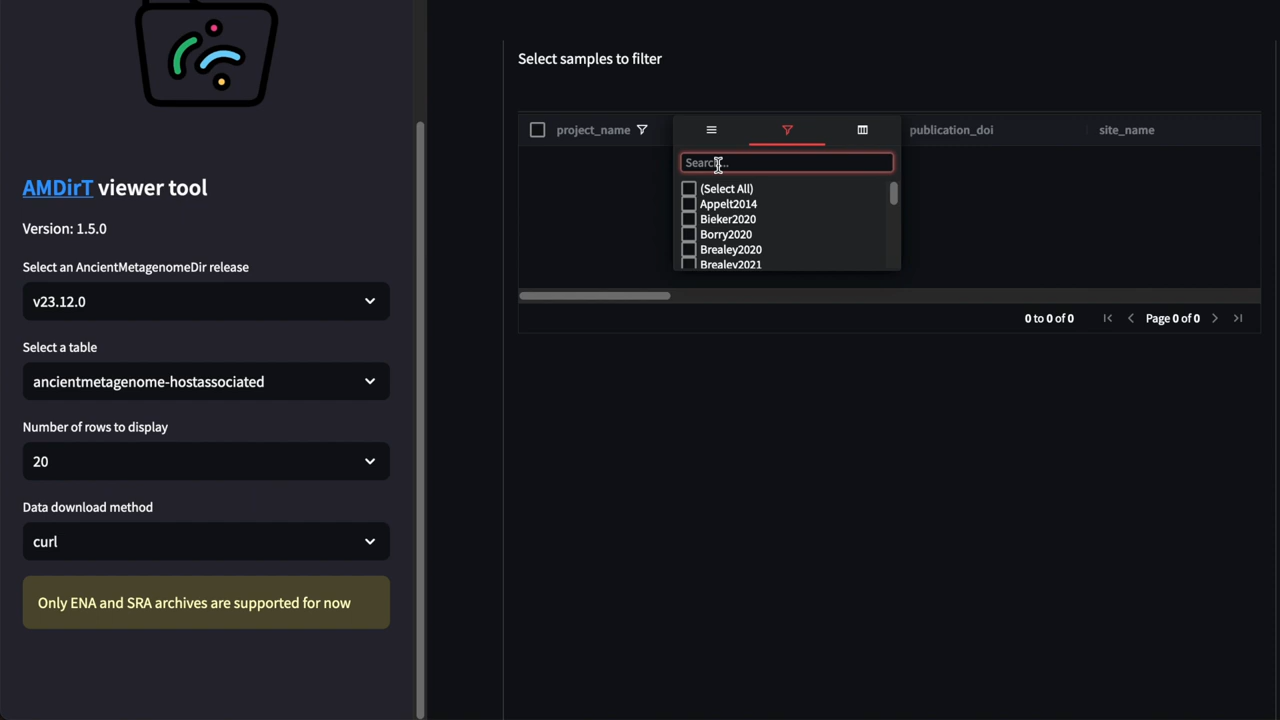 AMDirT viewer tool
Version: 1.5.0
Select an AncientMetagenomeDir release
v23.12.0
Select a table
ancientmetagenome-hostassociated
Number of rows to display
20
Data download method
curl
Only ENA and SRA archives are supported for now
Select samples to filter
project_name
publication_doi
site_name
Search...
(Select All)
Appelt2014
Bieker2020
Borry2020
Brealey2020
Brealey2021
0 to 0 of 0
Page 0 of 0